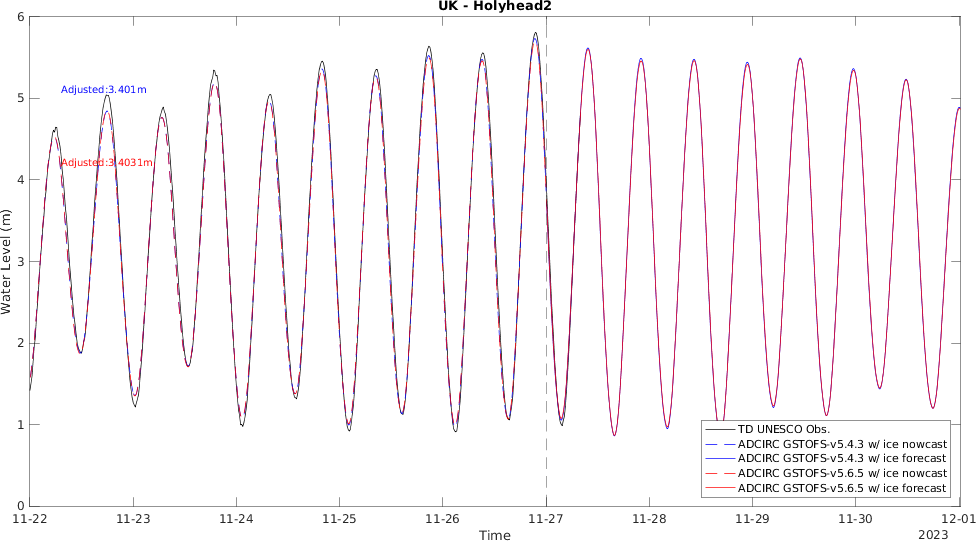 UK - Holyhead2
6
5
4
3
2
1
0
Water Level (m)
Adjusted:3.401m
Adjusted:3.4031m
TD UNESCO Obs.
ADCIRC GSTOFS-v5.4.3 w/ ice nowcast
ADCIRC GSTOFS-v5.4.3 w/ ice forecast
ADCIRC GSTOFS-v5.6.5 w/ ice nowcast
ADCIRC GSTOFS-v5.6.5 w/ ice forecast
11-22 11-23 11-24 11-25 11-26 11-27 11-28 11-29 11-30 12-01
Time
2023